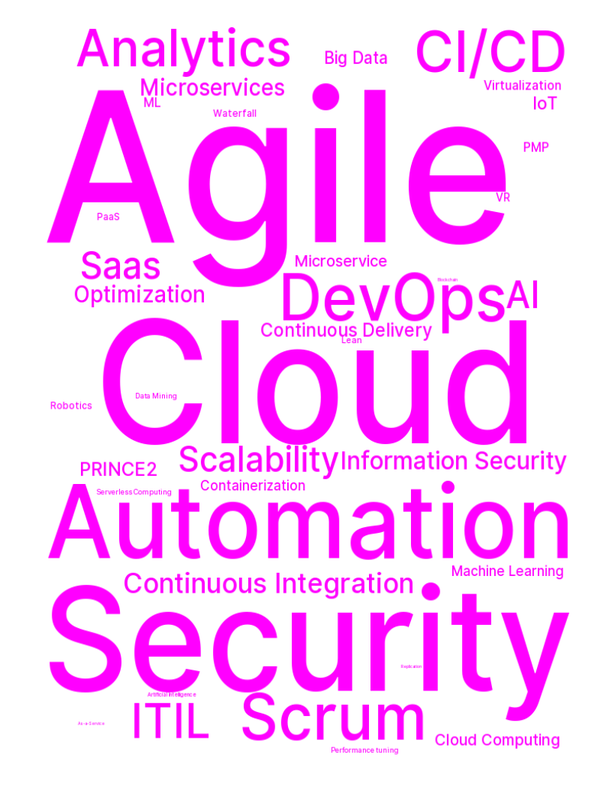 Analytics
Big Data
CI/CD
Microservices
Virtualization
ML
IoT
Waterfall
Agile
PMP
VR
PaaS
Saas
Microservice
Optimization
DevOps
AI
Blockchain
Continuous Delivery
Lean
Cloud
Data Mining
Robotics
Scalability
Information Security
PRINCE2
Containerization
Serverless Computing
Automation
Machine Learning
Continuous Integration
Security
Replication
Artificial Intelligence
ITIL
Scrum
Cloud Computing
Performance tuning